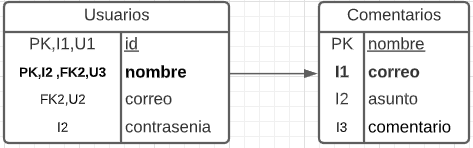 Usuarios
PK,I1,U1 id
PK,I2 ,FK2,U3 nombre
FK2,U2 correo
I2 contrasenia
Comentarios
PK nombre
I1 correo
I2 asunto
I3 comentario